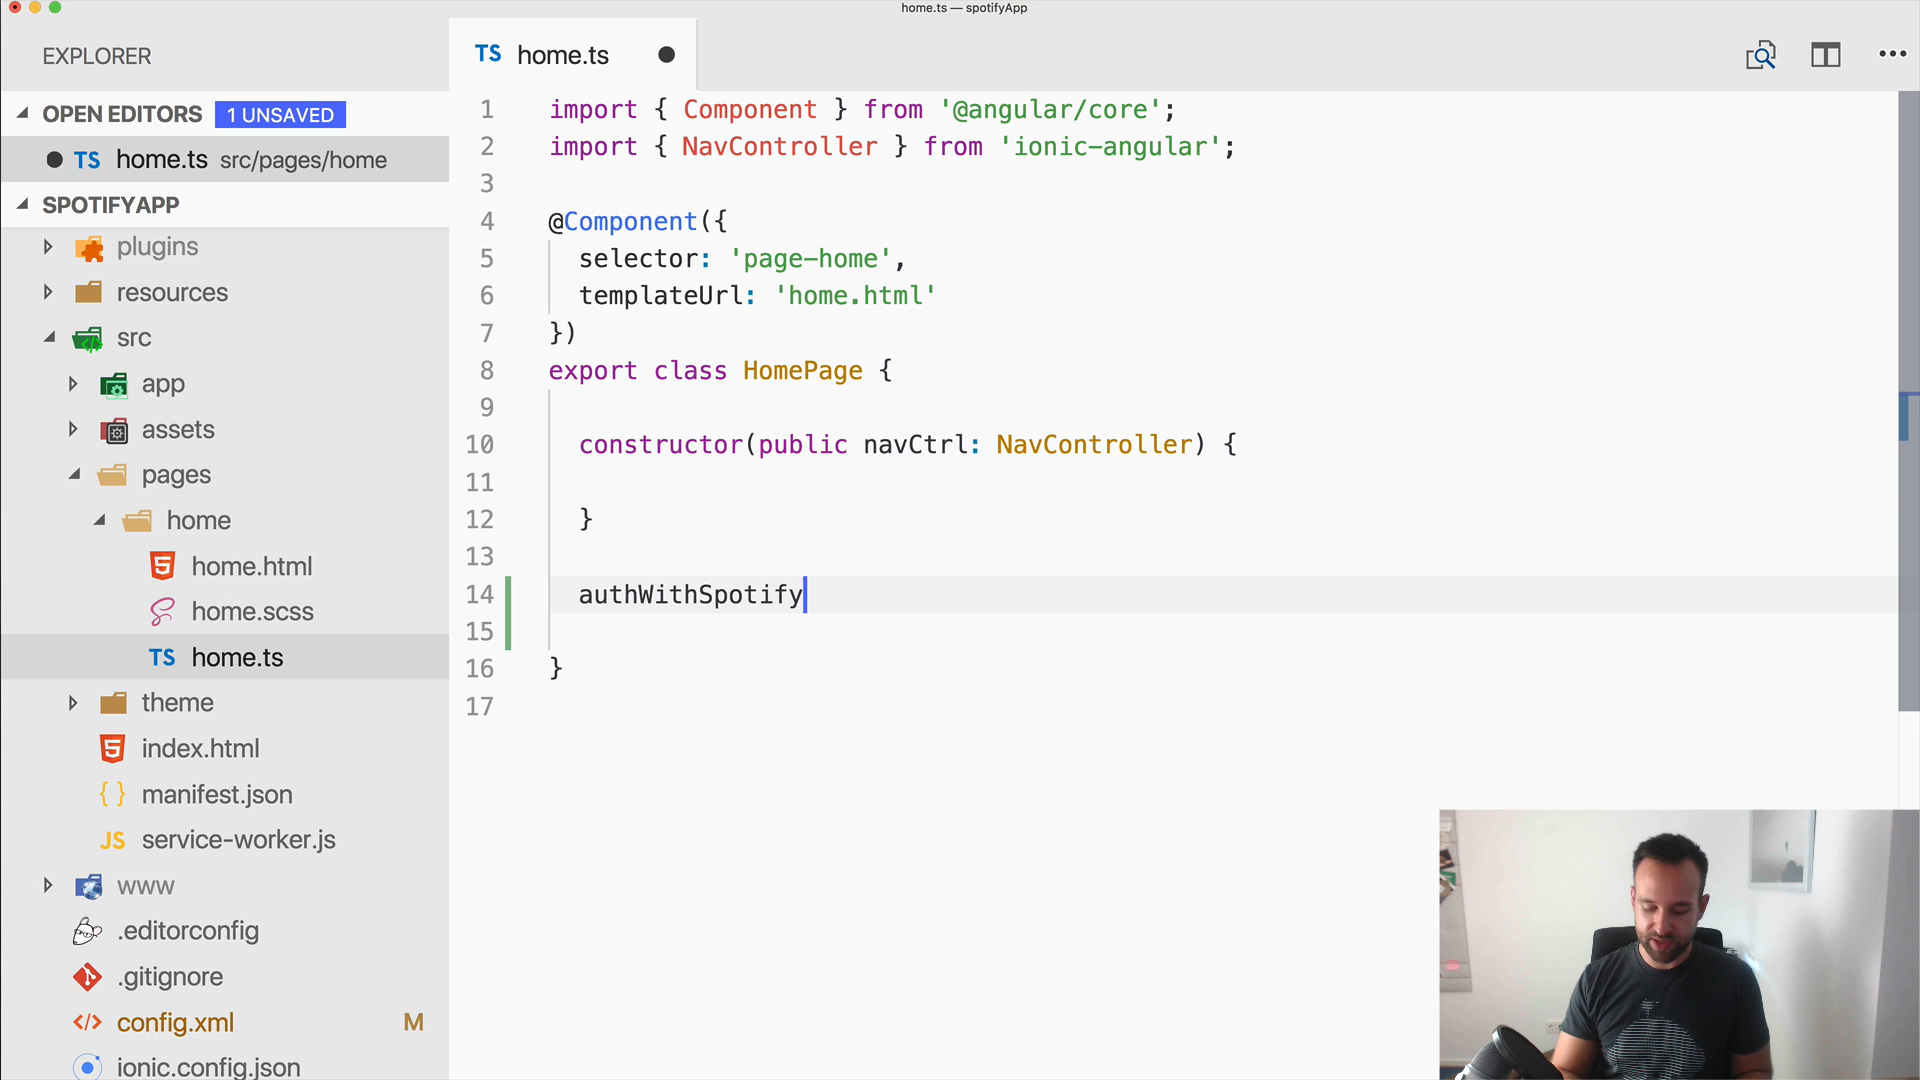 home.ts — spotifyApp
EXPLORER
OPEN EDITORS 1 UNSAVED
TS home.ts src/pages/home
SPOTIFYAPP
plugins
resources
src
app
assets
pages
home
home.html
home.scss
TS home.ts
theme
index.html
manifest.json
JS service-worker.js
www
.editorconfig
.gitignore
config.xml M
ionic.config.json
TS home.ts
1 import { Component } from '@angular/core';
2 import { NavController } from 'ionic-angular';
3
4 @Component({
5 selector: 'page-home',
6 templateUrl: 'home.html'
7 })
8 export class HomePage {
9
10 constructor(public navCtrl: NavController) {
11
12 }
13
14 authWithSpotify
15
16 }
17